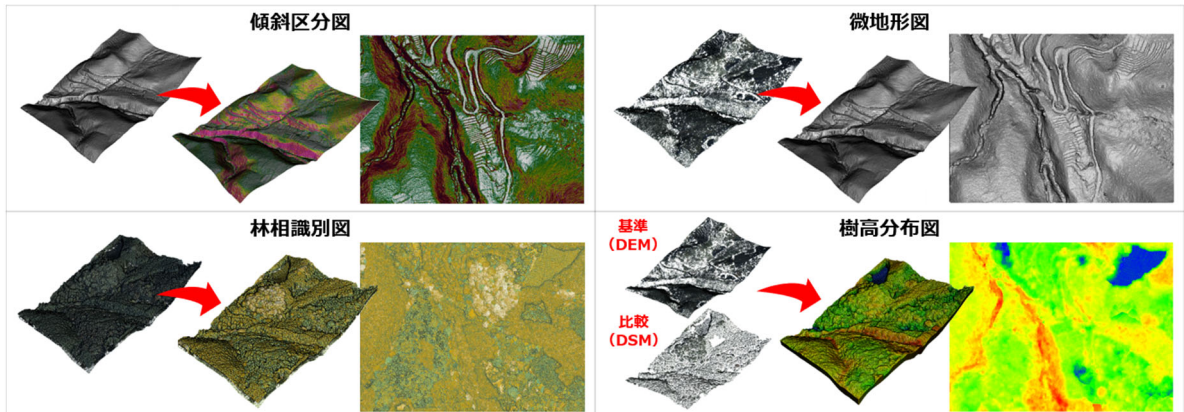 傾斜区分図
微地形図
林相識別図
基準
（DEM）
樹高分布図
比較
（DSM）